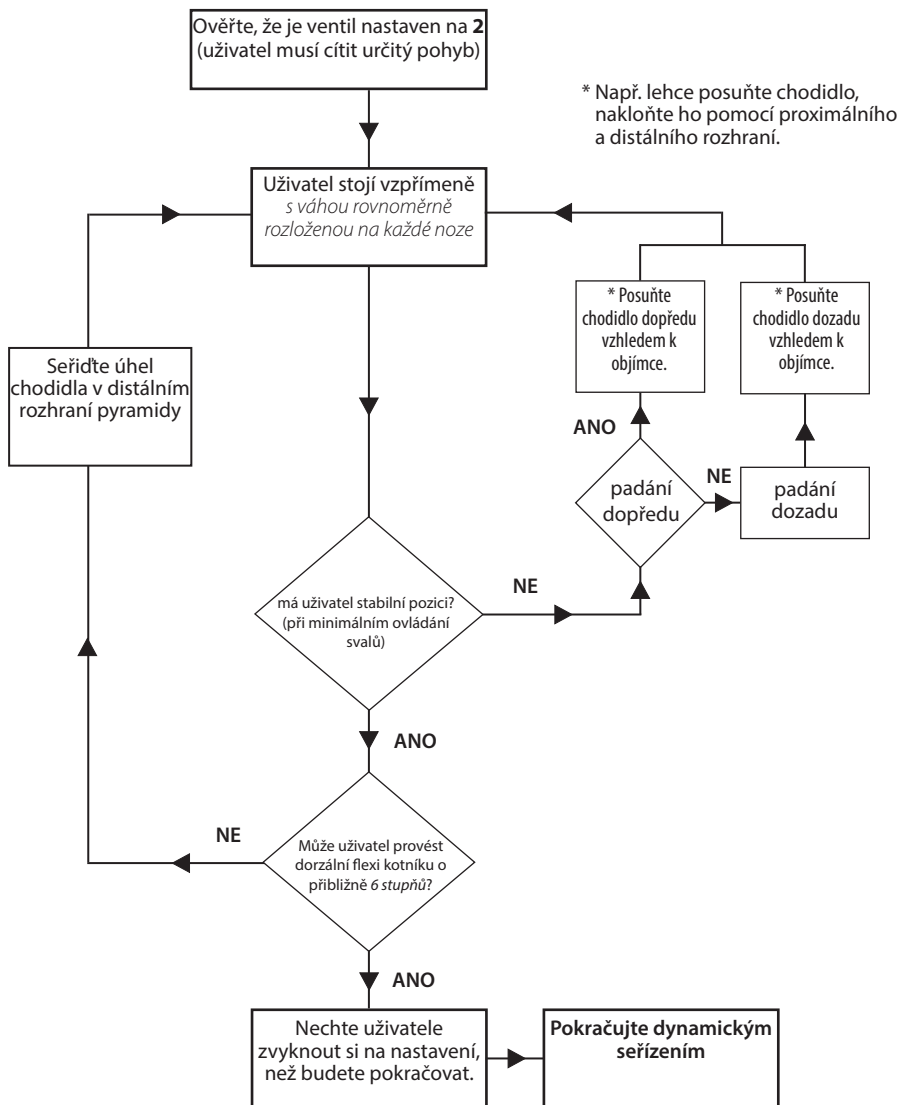 Ověřte, že je ventil nastaven na 2
(uživatel musí cítit určitý pohyb)
* Např. lehce posuňte chodidlo,
nakloňte ho pomocí proximálního
a distálního rozhraní.
Uživatel stojí vzpřímeně
s váhou rovnoměrně
rozloženou na každé noze
* Posuňte
chodidlo dopředu
vzhledem k
objímce.
* Posuňte
chodidlo dozadu
vzhledem k
objímce.
Seřiďte úhel
chodidla v distálním
rozhraní pyramidy
ANO
padání
dopředu
NE
padání
dozadu
má uživatel stabilní pozici?
(při minimálním ovládání
svalů)
NE
ANO
Může uživatel provést
dorzální flexi kotníku o
přibližně 6 stupňů?
NE
ANO
Nechte uživatele
zvyknout si na nastavení,
než budete pokračovat.
Pokračujte dynamickým
seřízením